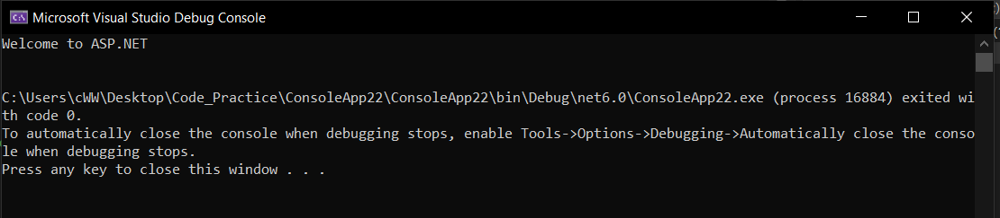 Microsoft Visual Studio Debug Console
Welcome to ASP.NET
C:\Users\cWW\Desktop\Code_Practice\ConsoleApp22\ConsoleApp22\bin\Debug\net6.0\ConsoleApp22.exe (process 16884) exited wi
th code 0.
To automatically close the console when debugging stops, enable Tools->Options->Debugging->Automatically close the conso
le when debugging stops.
Press any key to close this window . . .